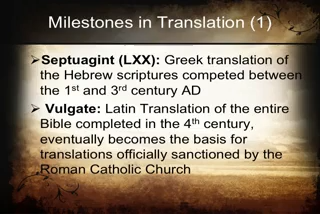 Milestones in Translation (1)
➢Septuagint (LXX): Greek translation of
the Hebrew scriptures competed between
the 1st and 3rd century AD
➢ Vulgate: Latin Translation of the entire
Bible completed in the 4th century,
eventually becomes the basis for
translations officially sanctioned by the
Roman Catholic Church